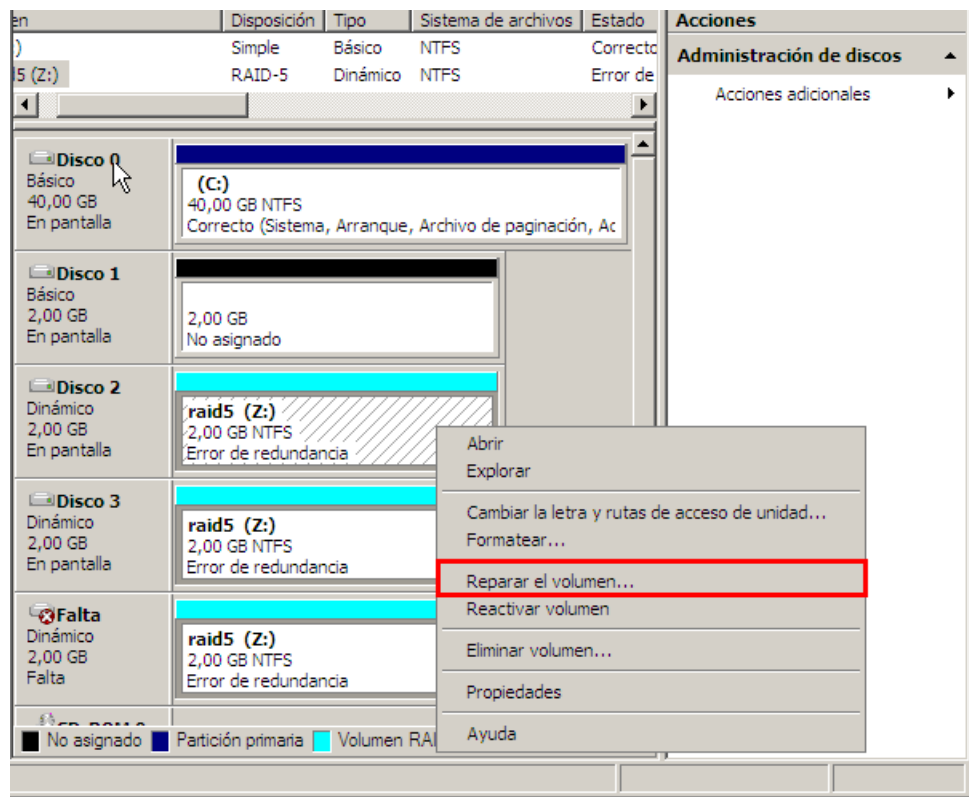 en Disposición Tipo Sistema de archivos Estado
:) Simple Básico NTFS Correcto
d5 (Z:) RAID-5 Dinámico NTFS Error de
Acciones
Administración de discos
Acciones adicionales
Disco 0
Básico
40,00 GB
En pantalla
(C:)
40,00 GB NTFS
Correcto (Sistema, Arranque, Archivo de paginación, Ac
Disco 1
Básico
2,00 GB
En pantalla
2,00 GB
No asignado
Disco 2
Dinámico
2,00 GB
En pantalla
raid5 (Z:)
2,00 GB NTFS
Error de redundancia
Disco 3
Dinámico
2,00 GB
En pantalla
raid5 (Z:)
2,00 GB NTFS
Error de redundancia
Falta
Dinámico
2,00 GB
Falta
raid5 (Z:)
2,00 GB NTFS
Error de redundancia
Abrir
Explorar
Cambiar la letra y rutas de acceso de unidad...
Formatear...
Reparar el volumen...
Reactivar volumen
Eliminar volumen...
Propiedades
Ayuda
No asignado Partición primaria Volumen RAI